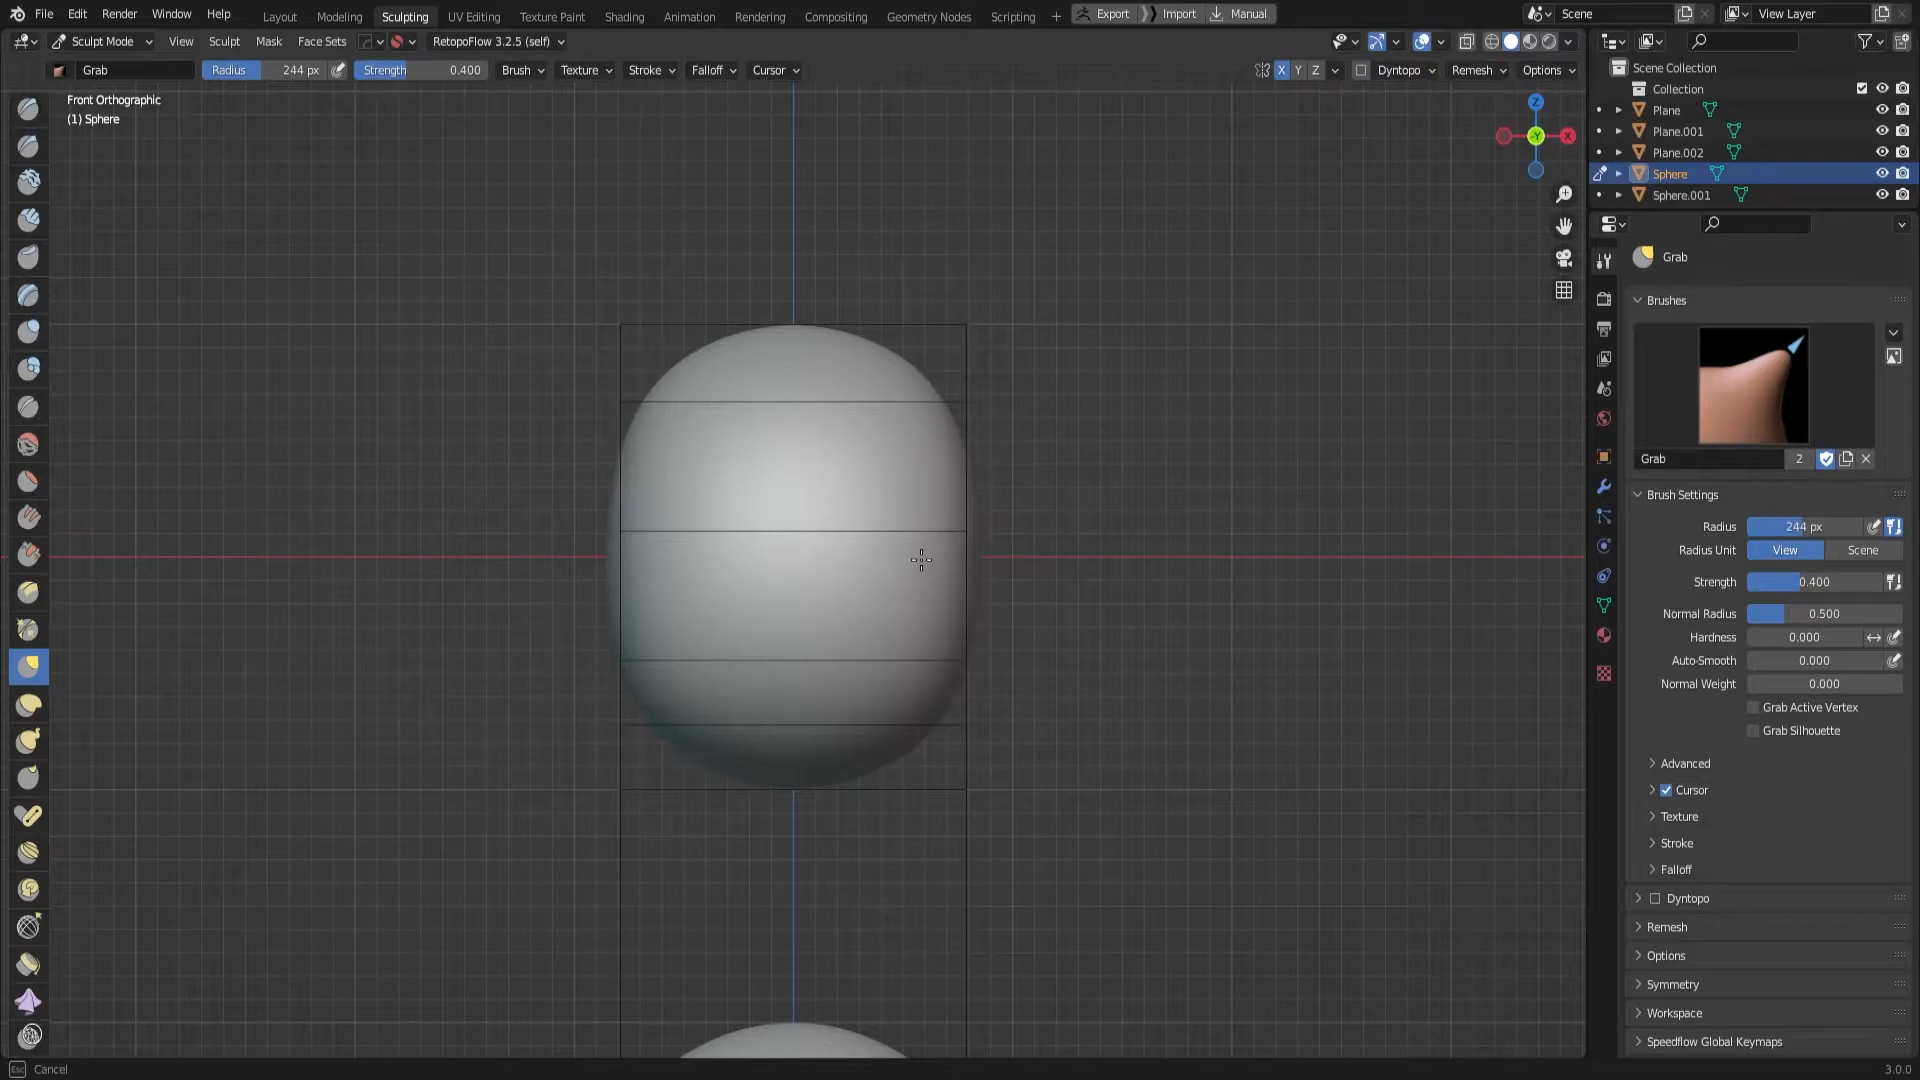 File Edit Render Window Help Layout Modeling Sculpting UV Editing Texture Paint Shading Animation Rendering Compositing Geometry Nodes Scripting + Export Import Manual Scene View Layer
Sculpt Mode View Sculpt Mask Face Sets RetopoFlow 3.2.5 (self)
Grab Radius 244 px Strength 0.400 Brush Texture Stroke Falloff Cursor X Y Z Dyntopo Remesh Options
Front Orthographic
(1) Sphere
Z
-Y
X
Scene Collection
Collection
Plane
Plane.001
Plane.002
Sphere
Sphere.001
Grab
Brushes
Grab 2
Brush Settings
Radius 244 px
Radius Unit View Scene
Strength 0.400
Normal Radius 0.500
Hardness 0.000
Auto-Smooth 0.000
Normal Weight 0.000
Grab Active Vertex
Grab Silhouette
Advanced
Cursor
Texture
Stroke
Falloff
Dyntopo
Remesh
Options
Symmetry
Workspace
Speedflow Global Keymaps
Esc Cancel 3.0.0